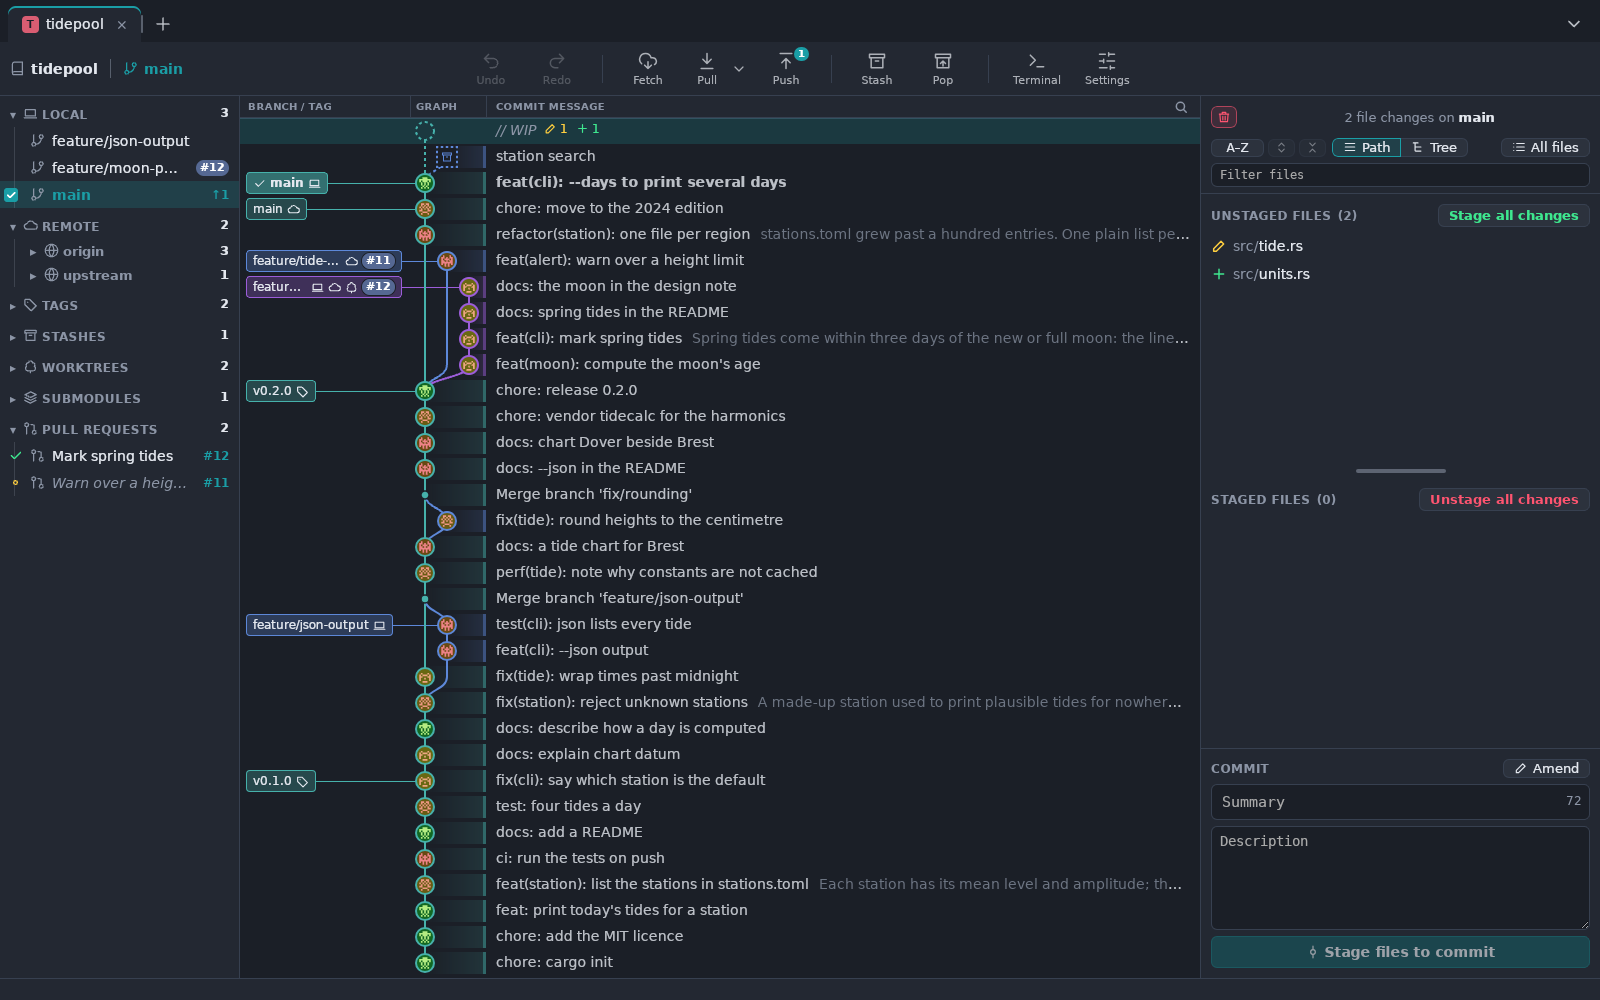 T tidepool
tidepool main
Undo Redo Fetch Pull Push 1 Stash Pop Terminal Settings
LOCAL 3
feature/json-output
feature/moon-p... #12
main ↑1
REMOTE 2
origin 3
upstream 1
TAGS 2
STASHES 1
WORKTREES 2
SUBMODULES 1
PULL REQUESTS 2
Mark spring tides #12
Warn over a heig... #11
BRANCH / TAG GRAPH COMMIT MESSAGE
// WIP 1 + 1
station search
main feat(cli): --days to print several days
main chore: move to the 2024 edition
refactor(station): one file per region stations.toml grew past a hundred entries. One plain list pe...
feature/tide-... #11 feat(alert): warn over a height limit
featur... #12 docs: the moon in the design note
docs: spring tides in the README
feat(cli): mark spring tides Spring tides come within three days of the new or full moon: the line...
feat(moon): compute the moon's age
v0.2.0 chore: release 0.2.0
chore: vendor tidecalc for the harmonics
docs: chart Dover beside Brest
docs: --json in the README
Merge branch 'fix/rounding'
fix(tide): round heights to the centimetre
docs: a tide chart for Brest
perf(tide): note why constants are not cached
Merge branch 'feature/json-output'
feature/json-output test(cli): json lists every tide
feat(cli): --json output
fix(tide): wrap times past midnight
fix(station): reject unknown stations A made-up station used to print plausible tides for nowher...
docs: describe how a day is computed
docs: explain chart datum
v0.1.0 fix(cli): say which station is the default
test: four tides a day
docs: add a README
ci: run the tests on push
feat(station): list the stations in stations.toml Each station has its mean level and amplitude; th...
feat: print today's tides for a station
chore: add the MIT licence
chore: cargo init
2 file changes on main
A-Z Path Tree All files
Filter files
UNSTAGED FILES (2) Stage all changes
src/tide.rs
src/units.rs
STAGED FILES (0) Unstage all changes
COMMIT Amend
Summary 72
Description
Stage files to commit